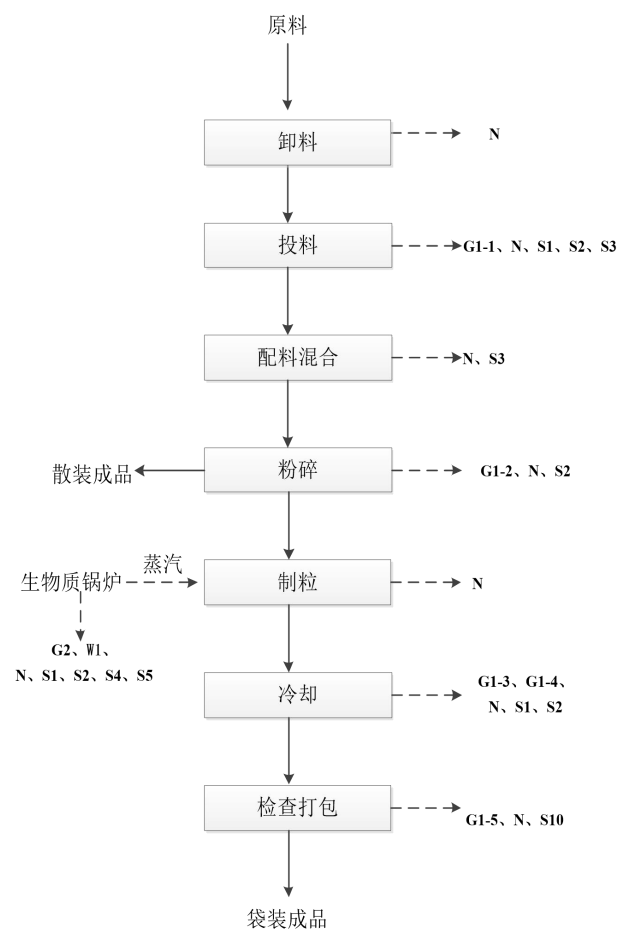 原料
卸料
N
投料
G1-1、N、S1、S2、S3
配料混合
N、S3
散装成品
粉碎
G1-2、N、S2
蒸汽
生物质锅炉
制粒
N
G2、W1、
N、S1、S2、S4、S5
冷却
G1-3、G1-4、
N、S1、S2
检查打包
G1-5、N、S10
袋装成品